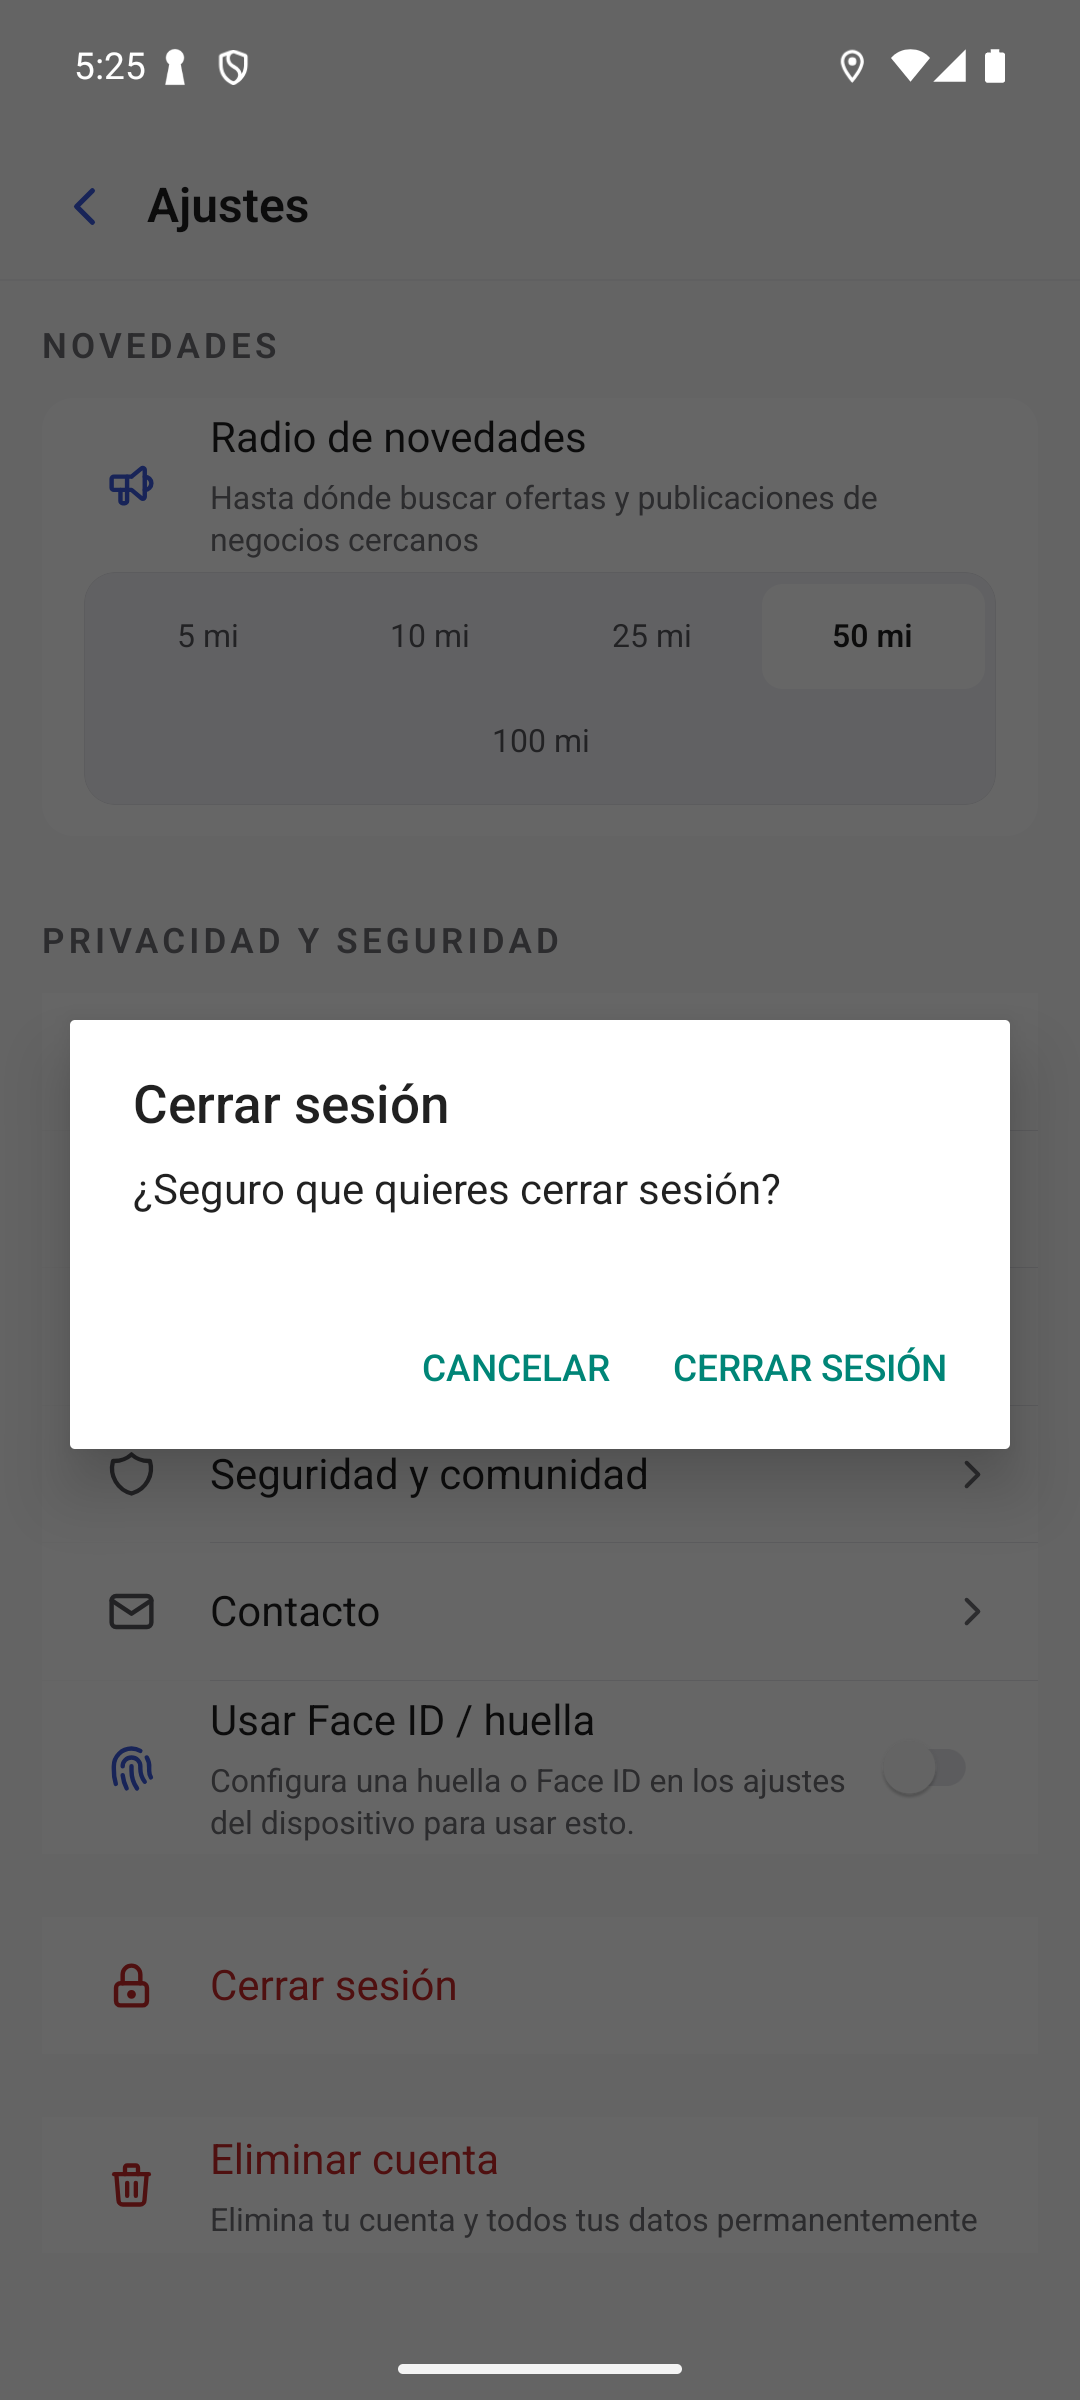 5:25
Ajustes
NOVEDADES
Radio de novedades
Hasta dónde buscar ofertas y publicaciones de
negocios cercanos
5 mi 10 mi 25 mi 50 mi
100 mi
PRIVACIDAD Y SEGURIDAD
Cerrar sesión
¿Seguro que quieres cerrar sesión?
CANCELAR CERRAR SESIÓN
Seguridad y comunidad
Contacto
Usar Face ID / huella
Configura una huella o Face ID en los ajustes
del dispositivo para usar esto.
Cerrar sesión
Eliminar cuenta
Elimina tu cuenta y todos tus datos permanentemente